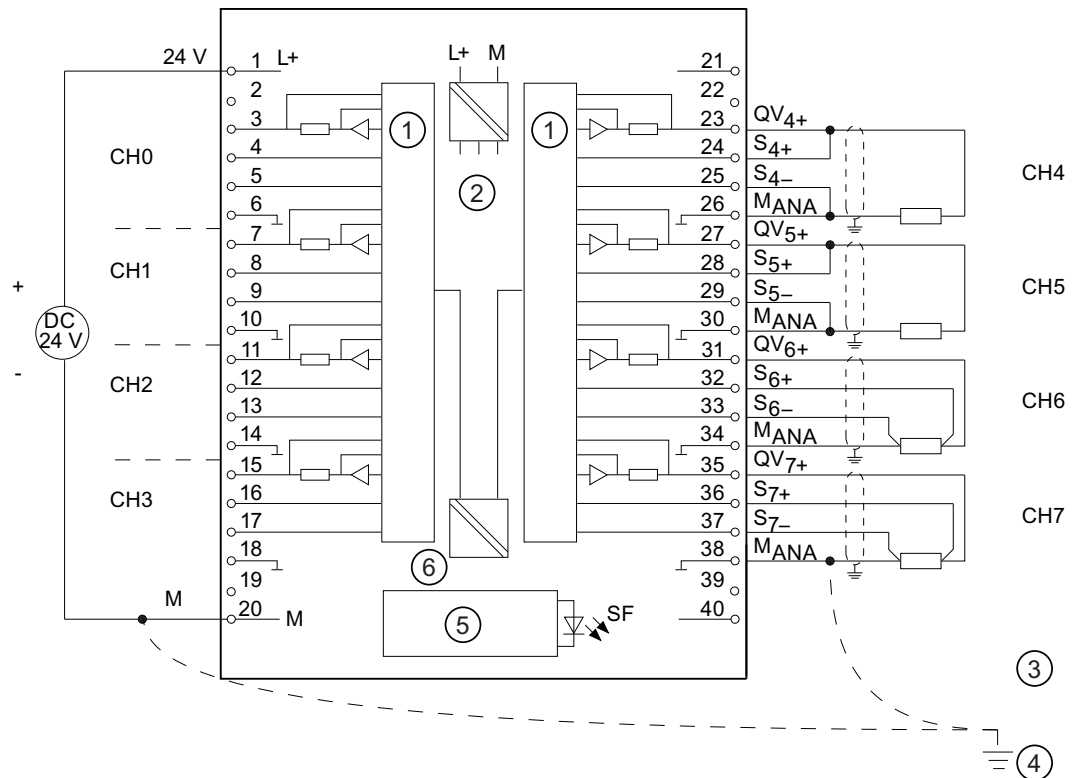 24 V 1 L+ L+ M 21
2 22
3 1 1 23 QV4+
CH0 4 24 S4+ CH4
5 2 25 S4–
6 26 MANA
7 27 QV5+
CH1 8 28 S5+ CH5
+ 9 29 S5–
10 30 MANA
DC
24 V
11 31 QV6+
- CH2 12 32 S6+ CH6
13 33 S6–
14 34 MANA
15 35 QV7+
CH3 16 36 S7+ CH7
17 37 S7–
18 6 38 MANA
19 39
M 20 M 5 SF 40
3
4